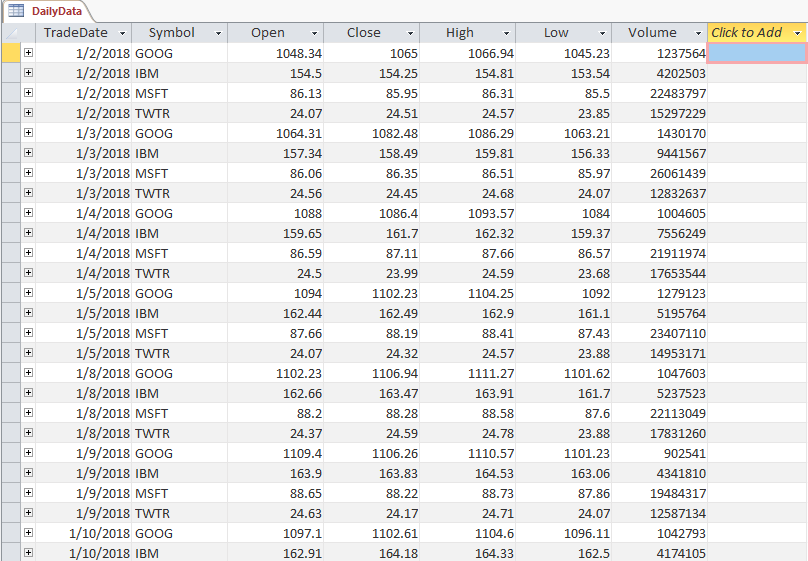 DailyData
TradeDate Symbol Open Close High Low Volume Click to Add
1/2/2018 GOOG 1048.34 1065 1066.94 1045.23 1237564
1/2/2018 IBM 154.5 154.25 154.81 153.54 4202503
1/2/2018 MSFT 86.13 85.95 86.31 85.5 22483797
1/2/2018 TWTR 24.07 24.51 24.57 23.85 15297229
1/3/2018 GOOG 1064.31 1082.48 1086.29 1063.21 1430170
1/3/2018 IBM 157.34 158.49 159.81 156.33 9441567
1/3/2018 MSFT 86.06 86.35 86.51 85.97 26061439
1/3/2018 TWTR 24.56 24.45 24.68 24.07 12832637
1/4/2018 GOOG 1088 1086.4 1093.57 1084 1004605
1/4/2018 IBM 159.65 161.7 162.32 159.37 7556249
1/4/2018 MSFT 86.59 87.11 87.66 86.57 21911974
1/4/2018 TWTR 24.5 23.99 24.59 23.68 17653544
1/5/2018 GOOG 1094 1102.23 1104.25 1092 1279123
1/5/2018 IBM 162.44 162.49 162.9 161.1 5195764
1/5/2018 MSFT 87.66 88.19 88.41 87.43 23407110
1/5/2018 TWTR 24.07 24.32 24.57 23.88 14953171
1/8/2018 GOOG 1102.23 1106.94 1111.27 1101.62 1047603
1/8/2018 IBM 162.66 163.47 163.91 161.7 5237523
1/8/2018 MSFT 88.2 88.28 88.58 87.6 22113049
1/8/2018 TWTR 24.37 24.59 24.78 23.88 17831260
1/9/2018 GOOG 1109.4 1106.26 1110.57 1101.23 902541
1/9/2018 IBM 163.9 163.83 164.53 163.06 4341810
1/9/2018 MSFT 88.65 88.22 88.73 87.86 19484317
1/9/2018 TWTR 24.63 24.17 24.71 24.07 12587134
1/10/2018 GOOG 1097.1 1102.61 1104.6 1096.11 1042793
1/10/2018 IBM 162.91 164.18 164.33 162.5 4174105